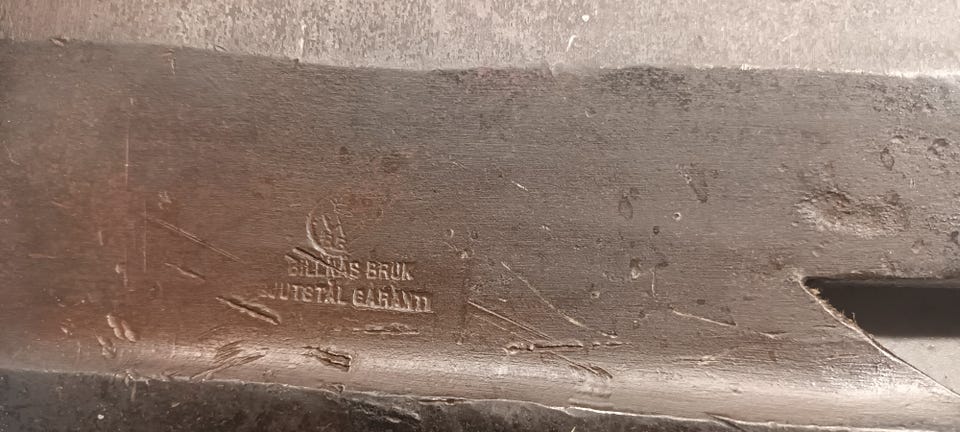 BILLNÄS BRUK
GJUTSTÅL GARANTI